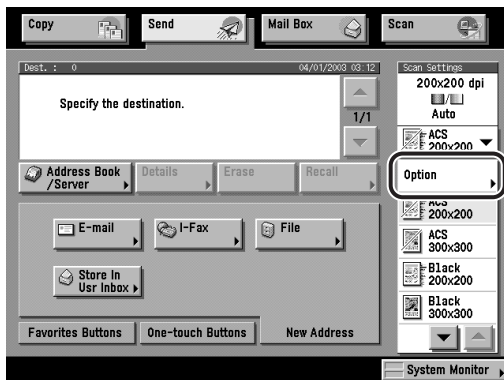 Copy
Send
Mail Box
Scan
Dest. : 0
04/01/2003 03:12
Specify the destination.
1/1
Address Book
/Server
Details
Erase
Recall
E-mail
I-Fax
File
Store In
Usr Inbox
Favorites Buttons
One-touch Buttons
New Address
Scan Settings
200x200 dpi
Auto
ACS
200x200
Option
ACS
200x200
ACS
300x300
Black
200x200
Black
300x300
System Monitor